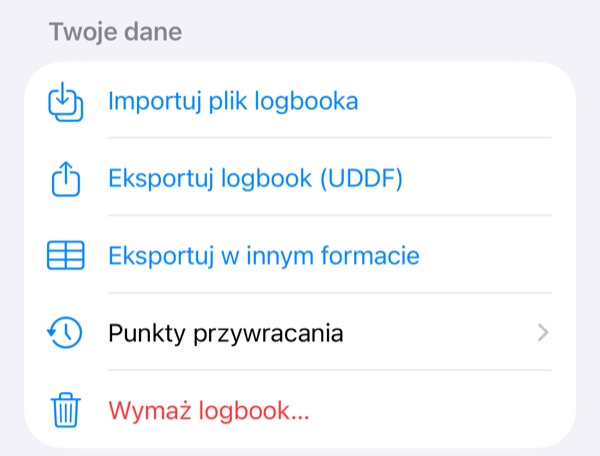 Twoje dane
Importuj plik logbooka
Eksportuj logbook (UDDF)
Eksportuj w innym formacie
Punkty przywracania
Wymaż logbook...